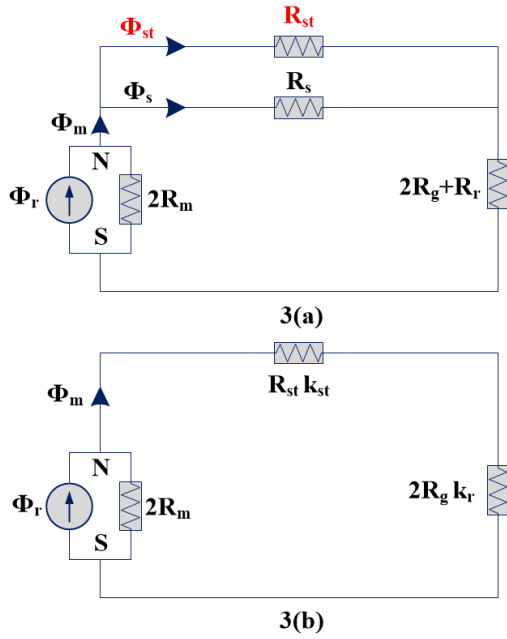 Φst
Rst
Φs
Rs
Φm
N
Φr
2Rm
2Rg+Rr
S
3(a)
Φm
Rst kst
N
Φr
2Rm
2Rg kr
S
3(b)